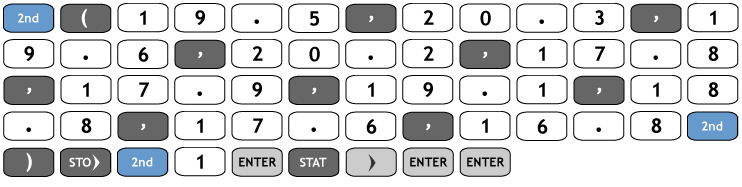 2nd ( 1 9 . 5 , 2 0 . 3 , 1
9 . 6 , 2 0 . 2 , 1 7 . 8
, 1 7 . 9 , 1 9 . 1 , 1 8
. 8 , 1 7 . 6 , 1 6 . 8 2nd
) STO⟩ 2nd 1 ENTER STAT ⟩ ENTER ENTER